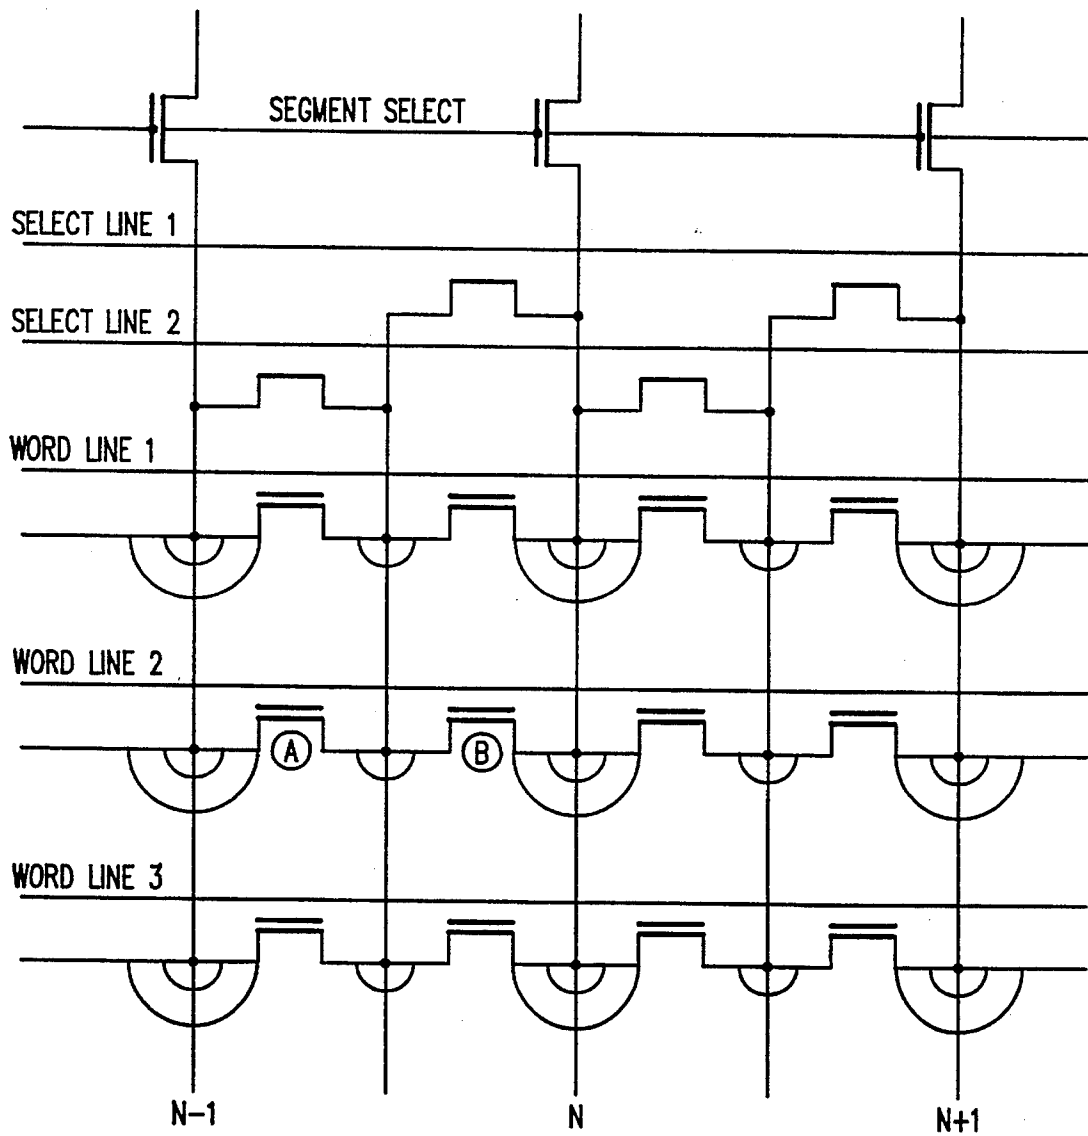 SEGMENT SELECT
SELECT LINE 1
SELECT LINE 2
WORD LINE 1
WORD LINE 2
A B
WORD LINE 3
N-1 N N+1